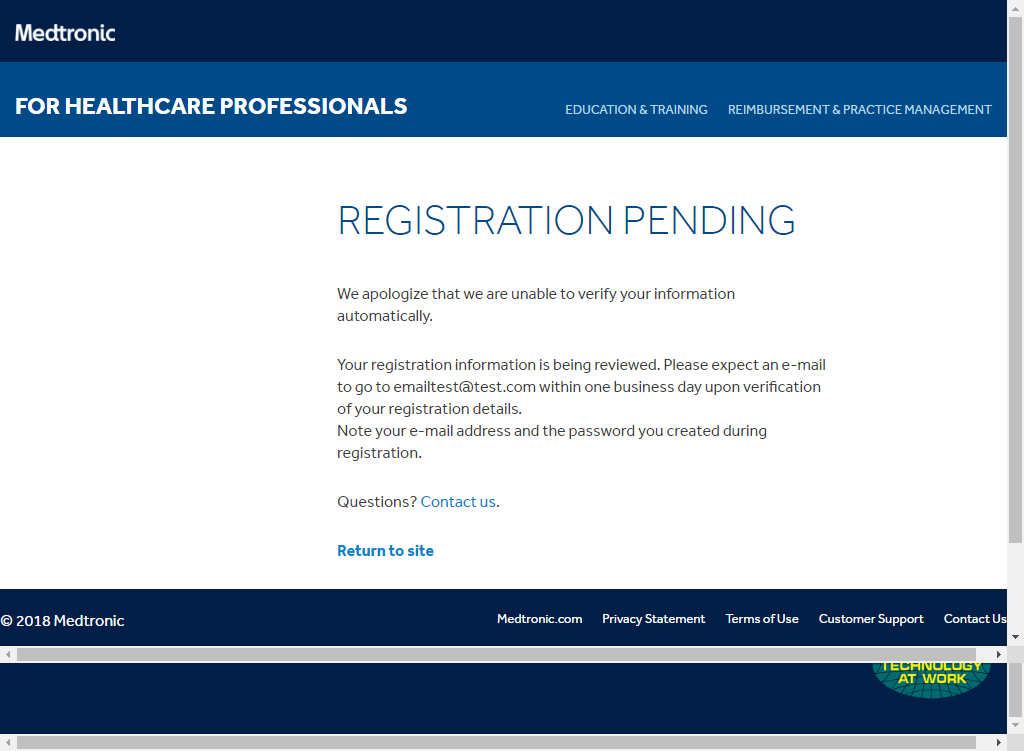 Medtronic
FOR HEALTHCARE PROFESSIONALS
EDUCATION & TRAINING
REIMBURSEMENT & PRACTICE MANAGEMENT
REGISTRATION PENDING
We apologize that we are unable to verify your information
automatically.
Your registration information is being reviewed. Please expect an e-mail
to go to emailtest@test.com within one business day upon verification
of your registration details.
Note your e-mail address and the password you created during
registration.
Questions? Contact us.
Return to site
© 2018 Medtronic
Medtronic.com
Privacy Statement
Terms of Use
Customer Support
Contact Us
TECHNOLOGY
AT WORK